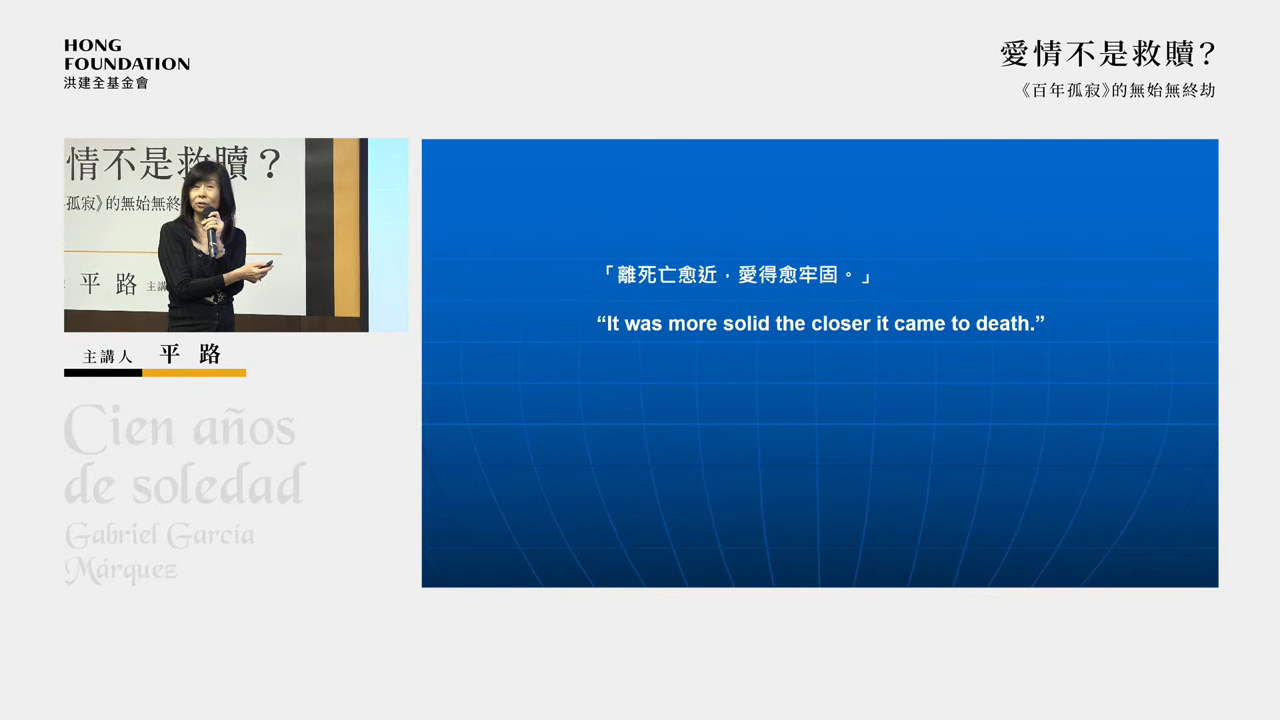 HONG
FOUNDATION
洪建全基金會
愛情不是救贖？
《百年孤寂》的無始無終劫
情不是救贖？
孤寂》的無始無終
平路 主講
「離死亡愈近，愛得愈牢固。」
“It was more solid the closer it came to death.”
主講人 平路
Cien años
de soledad
Gabriel García
Márquez